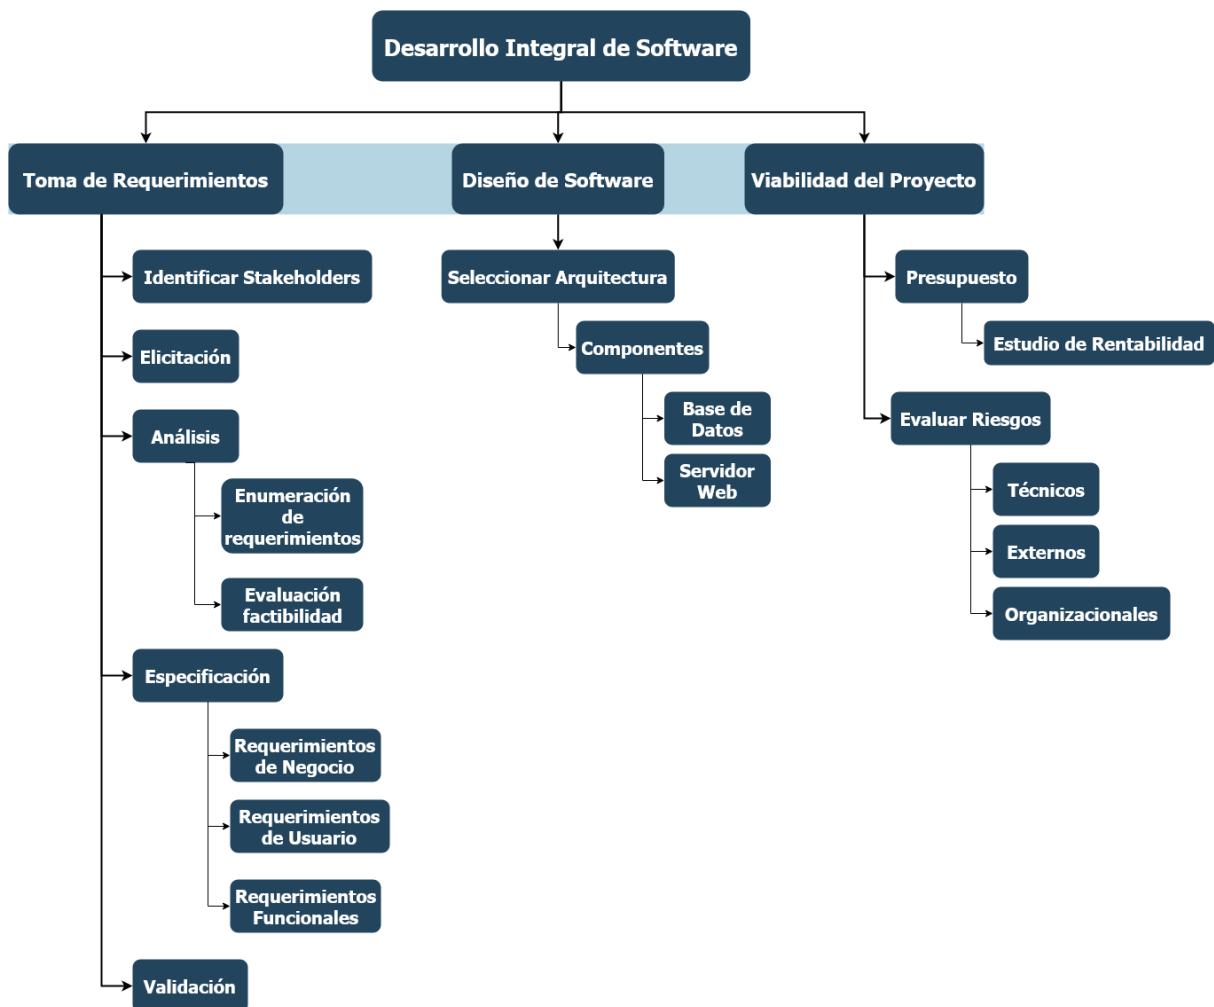 Desarrollo Integral de Software
Toma de Requerimientos
Diseño de Software
Viabilidad del Proyecto
Identificar Stakeholders
Elicitación
Análisis
Enumeración
de
requerimientos
Evaluación
factibilidad
Especificación
Requerimientos
de Negocio
Requerimientos
de Usuario
Requerimientos
Funcionales
Validación
Seleccionar Arquitectura
Componentes
Base de
Datos
Servidor
Web
Presupuesto
Estudio de Rentabilidad
Evaluar Riesgos
Técnicos
Externos
Organizacionales